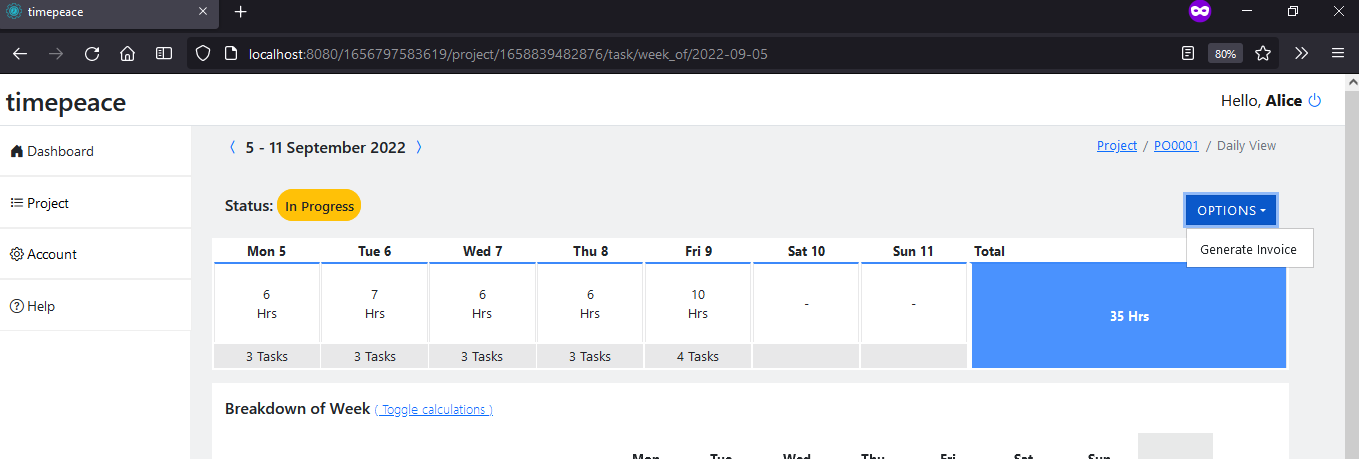 timepeace
localhost:8080/1656797583619/project/1658839482876/task/week_of/2022-09-05
80%
timepeace
Hello, Alice
Dashboard
Project
Account
Help
5 - 11 September 2022
Project / PO0001 / Daily View
Status: In Progress
OPTIONS
Generate Invoice
Mon 5 Tue 6 Wed 7 Thu 8 Fri 9 Sat 10 Sun 11 Total
6 7 6 6 10
Hrs Hrs Hrs Hrs Hrs - - 35 Hrs
3 Tasks 3 Tasks 3 Tasks 3 Tasks 4 Tasks
Breakdown of Week ( Toggle calculations )
Mon Tue Wed Thu Fri Sat Sun